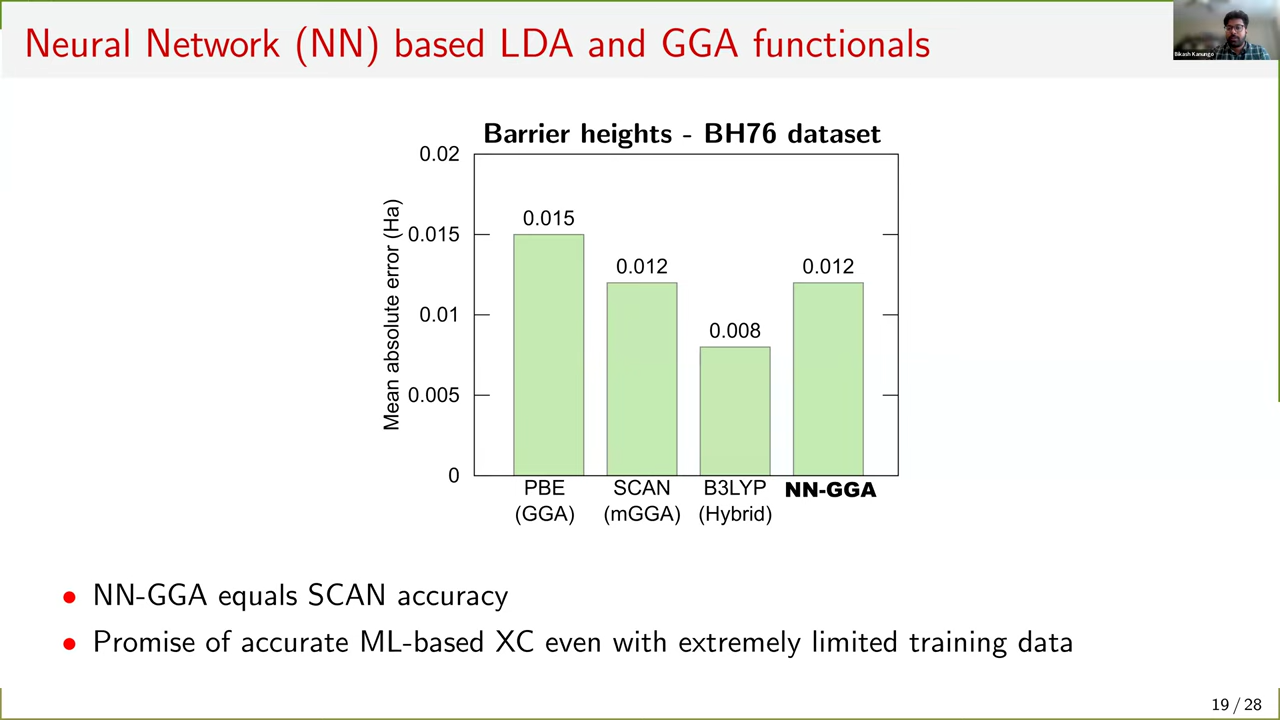 Neural Network (NN) based LDA and GGA functionals
Bikash Kanungo
Barrier heights - BH76 dataset
Mean absolute error (Ha)
0.02
0.015
0.01
0.005
0
0.015
0.012
0.008
0.012
PBE
(GGA)
SCAN
(mGGA)
B3LYP
(Hybrid)
NN-GGA
• NN-GGA equals SCAN accuracy
• Promise of accurate ML-based XC even with extremely limited training data
19 / 28